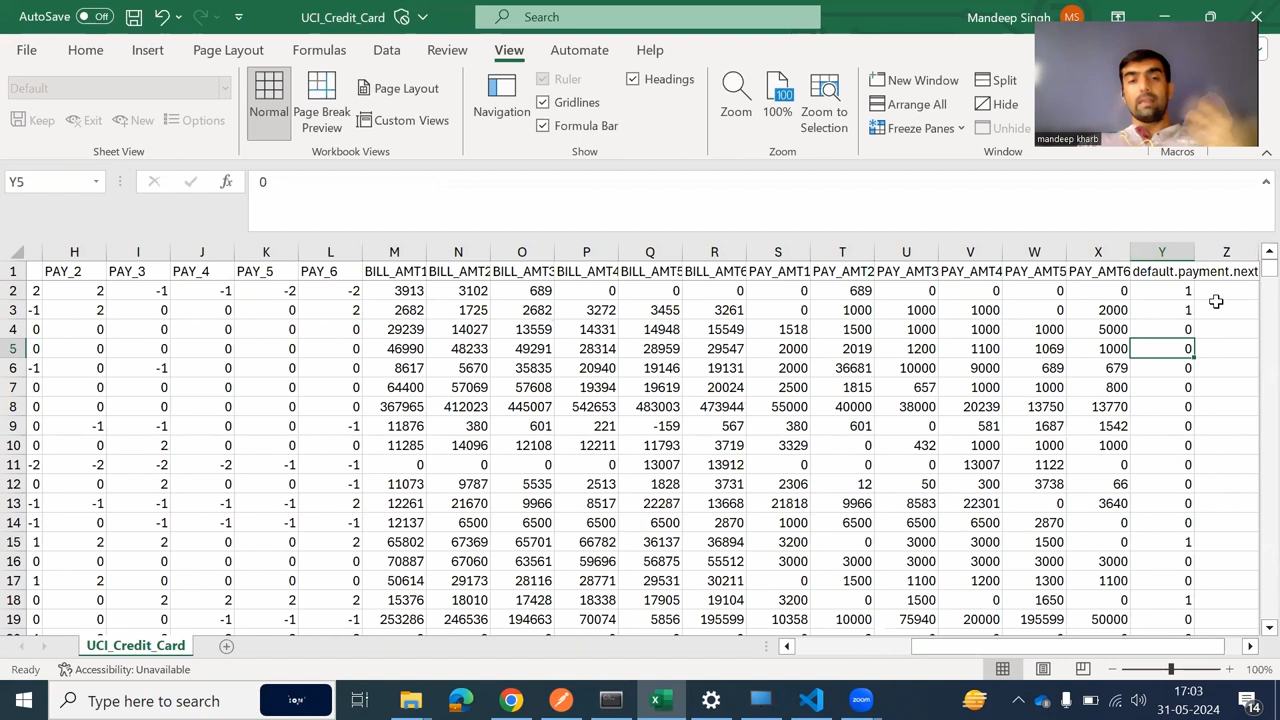 AutoSave Off UCI_Credit_Card Search Mandeep Singh MS
File Home Insert Page Layout Formulas Data Review View Automate Help
Default
Keep Exit New Options
Sheet View
Normal Page Break Preview Page Layout Custom Views
Workbook Views
Navigation Ruler Gridlines Formula Bar Headings
Show
Zoom 100 100% Zoom to Selection
Zoom
New Window Arrange All Freeze Panes Split Hide Unhide
Window
Macros
mandeep kharb
Y5 fx 0
H I J K L M N O P Q R S T U V W X Y Z
1 PAY_2 PAY_3 PAY_4 PAY_5 PAY_6 BILL_AMT1 BILL_AMT2 BILL_AMT3 BILL_AMT4 BILL_AMT5 BILL_AMT6 PAY_AMT1 PAY_AMT2 PAY_AMT3 PAY_AMT4 PAY_AMT5 PAY_AMT6 default.payment.next
2 2 2 -1 -1 -2 -2 3913 3102 689 0 0 0 0 689 0 0 0 0 1
3 -1 2 0 0 0 2 2682 1725 2682 3272 3455 3261 0 1000 1000 1000 0 2000 1
4 0 0 0 0 0 0 29239 14027 13559 14331 14948 15549 1518 1500 1000 1000 1000 5000 0
5 0 0 0 0 0 0 46990 48233 49291 28314 28959 29547 2000 2019 1200 1100 1069 1000 0
6 -1 0 -1 0 0 0 8617 5670 35835 20940 19146 19131 2000 36681 10000 9000 689 679 0
7 0 0 0 0 0 0 64400 57069 57608 19394 19619 20024 2500 1815 657 1000 1000 800 0
8 0 0 0 0 0 0 367965 412023 445007 542653 483003 473944 55000 40000 38000 20239 13750 13770 0
9 0 -1 -1 0 0 -1 11876 380 601 221 -159 567 380 601 0 581 1687 1542 0
10 0 0 2 0 0 0 11285 14096 12108 12211 11793 3719 3329 0 432 1000 1000 1000 0
11 -2 -2 -2 -2 -1 -1 0 0 0 0 13007 13912 0 0 0 13007 1122 0 0
12 0 0 2 0 0 -1 11073 9787 5535 2513 1828 3731 2306 12 50 300 3738 66 0
13 -1 -1 -1 -1 -1 2 12261 21670 9966 8517 22287 13668 21818 9966 8583 22301 0 3640 0
14 -1 0 -1 -1 -1 -1 12137 6500 6500 6500 6500 2870 1000 6500 6500 6500 2870 0 0
15 1 2 2 0 0 2 65802 67369 65701 66782 36137 36894 3200 0 3000 3000 1500 0 1
16 0 0 0 0 0 0 70887 67060 63561 59696 56875 55512 3000 3000 3000 3000 3000 3000 0
17 1 2 0 0 0 0 50614 29173 28116 28771 29531 30211 0 1500 1100 1200 1300 1100 0
18 0 0 2 2 2 2 15376 18010 17428 18338 17905 19104 3200 0 1500 0 1650 0 1
19 0 0 0 -1 -1 -1 253286 246536 194663 70074 5856 195599 10358 10000 75940 20000 195599 50000 0
UCI_Credit_Card
Ready Accessibility: Unavailable 100%
Type here to search 17:03
31-05-2024 14